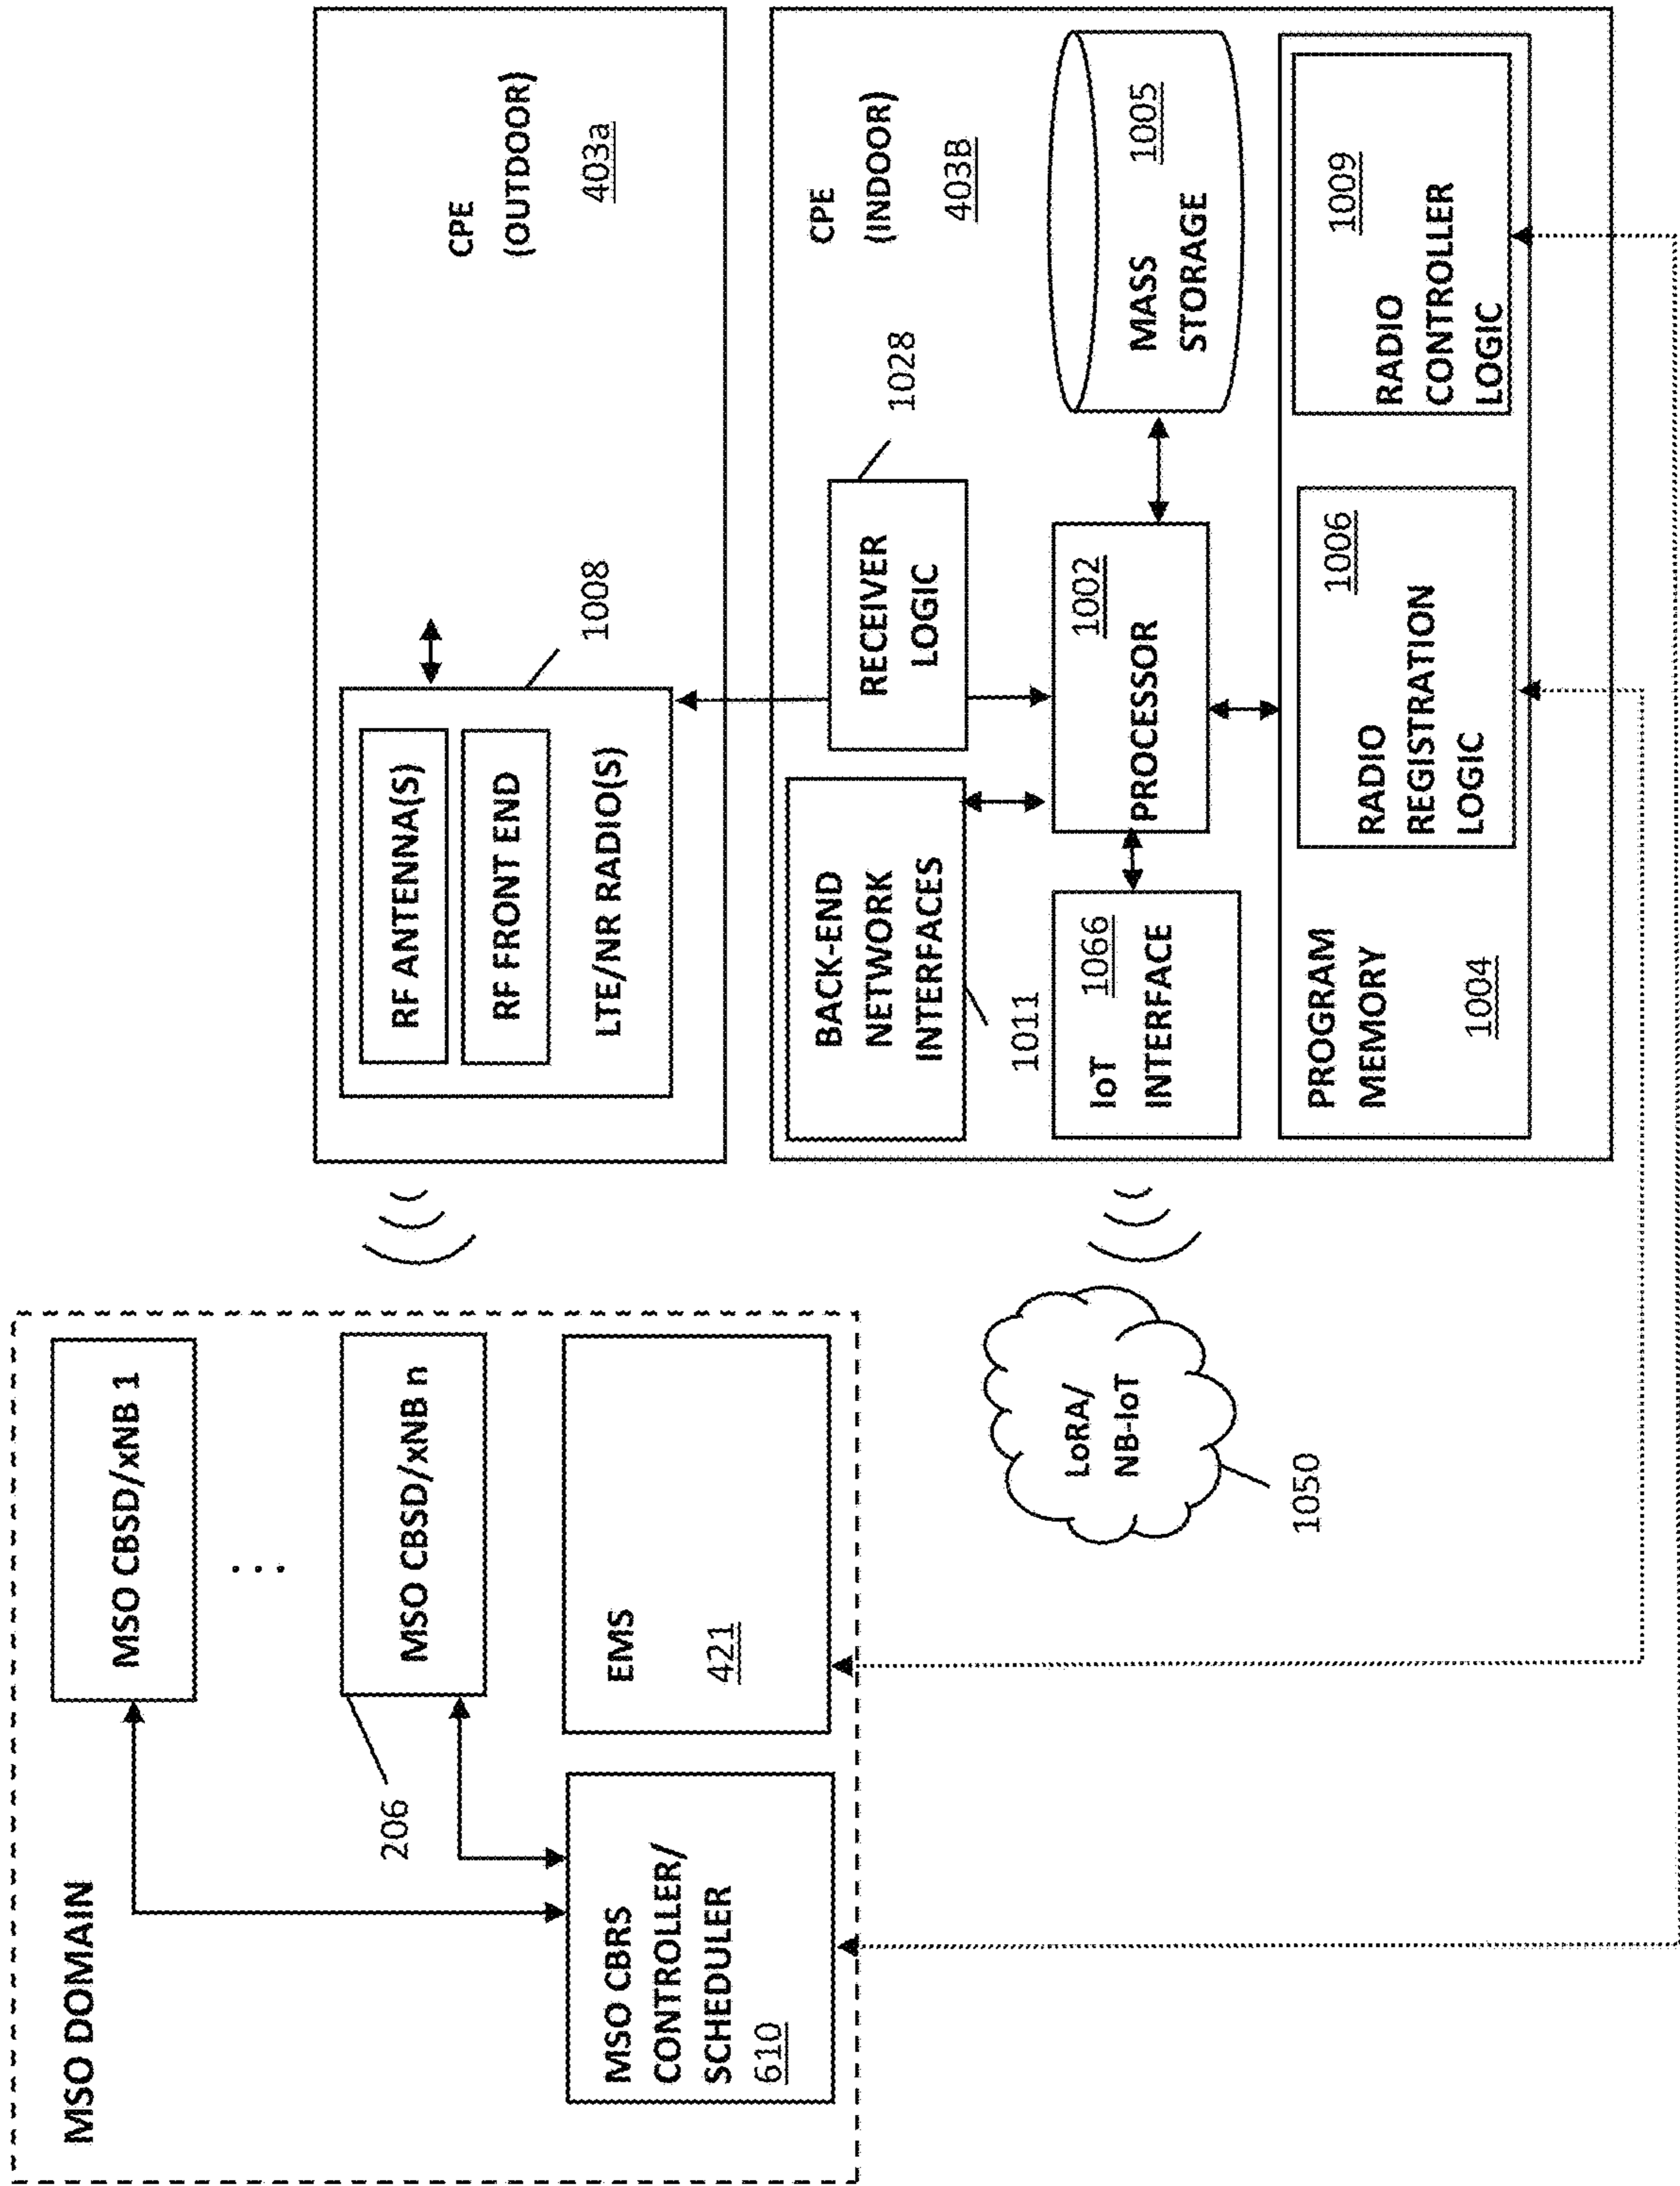 MSO DOMAIN
MSO CBSD/xNB 1
. . .
MSO CBSD/xNB n
206
MSO CBRS
CONTROLLER/
SCHEDULER
610
EMS
421
LoRA/
NB-IoT
1050
CPE
(OUTDOOR)
403a
RF ANTENNA(S)
RF FRONT END
LTE/NR RADIO(S)
1008
CPE
(INDOOR)
403B
BACK-END
NETWORK
INTERFACES
1011
RECEIVER
LOGIC
1028
IoT
1066
INTERFACE
1002
PROCESSOR
1005
MASS
STORAGE
PROGRAM
MEMORY
1004
1006
RADIO
REGISTRATION
LOGIC
1009
RADIO
CONTROLLER
LOGIC